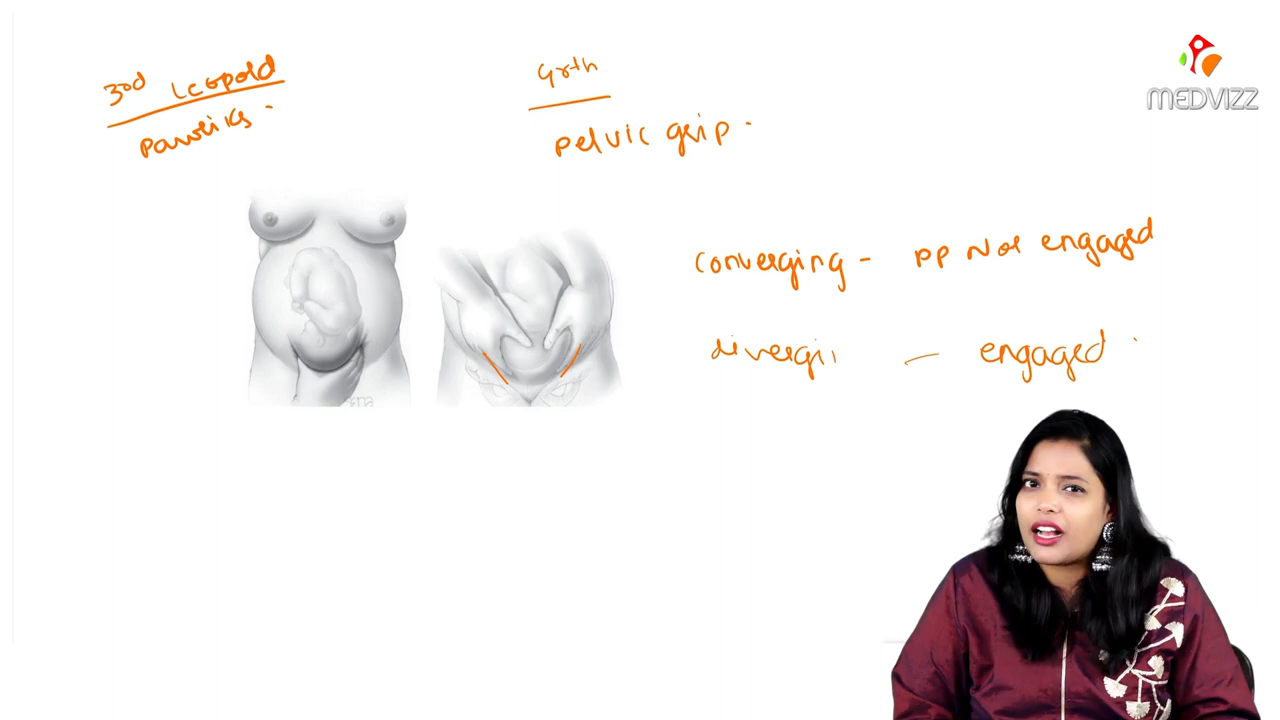 3rd Leopold
Pawliks.
4rth
Pelvic grip.
MEDVIZZ
Converging - PP Not engaged
divergi
— engaged.